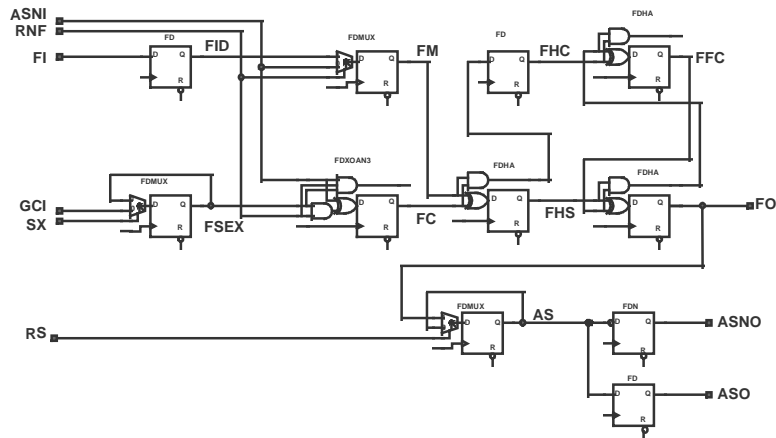 ASNI
RNF
FI
FD
D Q
R
FID
FDMUX
D Q
R
FM
FD
D Q
R
FHC
FDHA
D Q
R
FFC
GCI
SX
FDMUX
D Q
R
FSEX
FDXOAN3
D Q
R
FC
FDHA
D Q
R
FHS
FDHA
D Q
R
FO
RS
FDMUX
D Q
R
AS
FDN
D Q
R
ASNO
FD
D Q
R
ASO